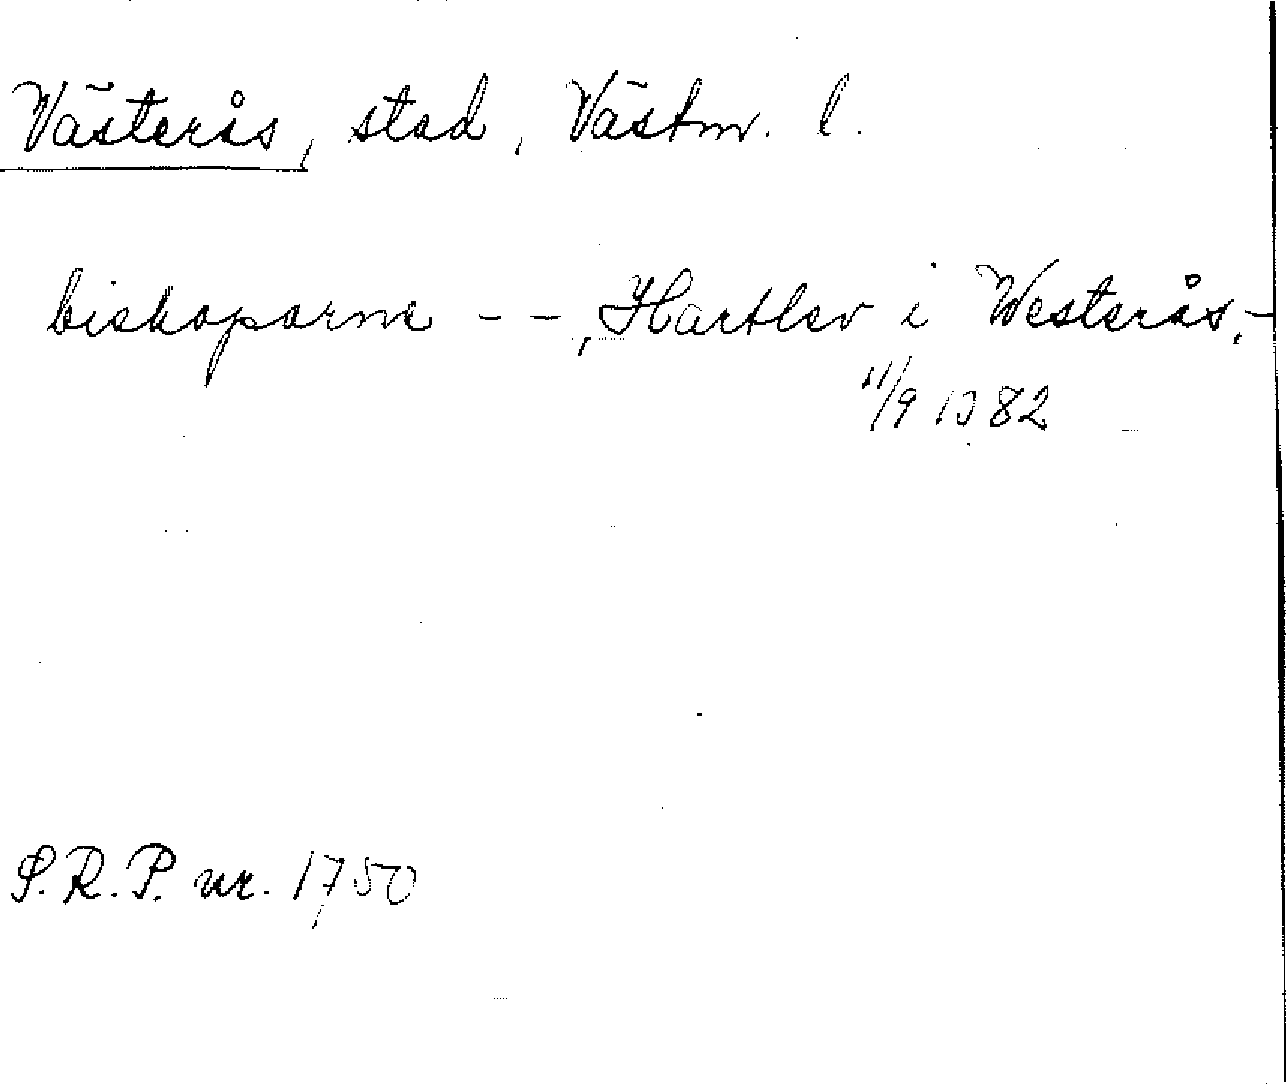 Västerås, stad, Västm. l.
biskoparne - -, Hartlev i Westerås, -
11/9 1382
S.R.P. nr. 1750